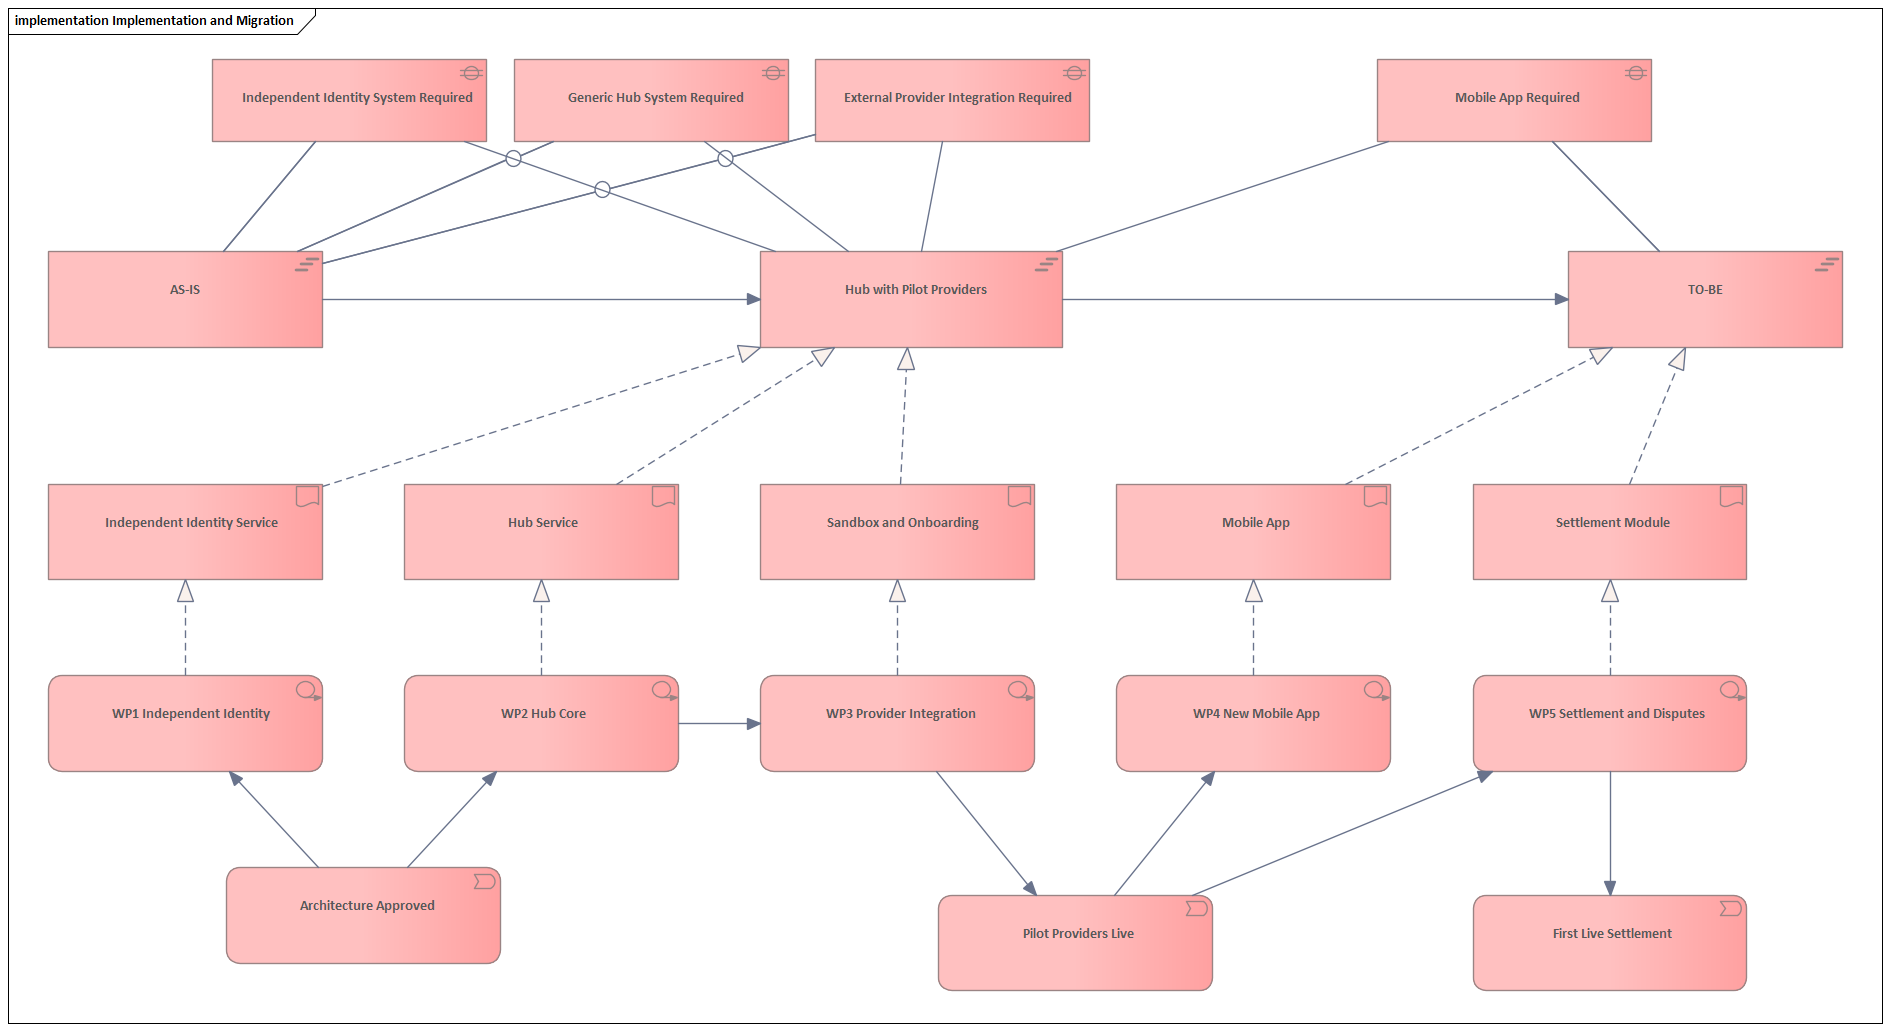 implementation Implementation and Migration
Independent Identity System Required
Generic Hub System Required
External Provider Integration Required
Mobile App Required
AS-IS
Hub with Pilot Providers
TO-BE
Independent Identity Service
Hub Service
Sandbox and Onboarding
Mobile App
Settlement Module
WP1 Independent Identity
WP2 Hub Core
WP3 Provider Integration
WP4 New Mobile App
WP5 Settlement and Disputes
Architecture Approved
Pilot Providers Live
First Live Settlement